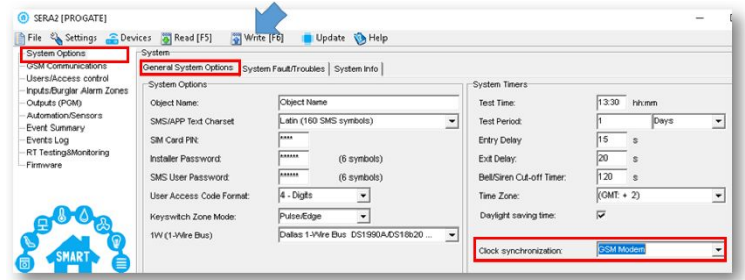 SERA2 [PROGATE]
File Settings Devices Read [F5] Write [F6] Update Help
System Options
GSM Communications
Users/Access control
Inputs/Burglar Alarm Zones
Outputs (PGM)
Automation/Sensors
Event Summary
Events Log
RT Testing&Monitoring
Firmware
SMART
System
General System Options System Fault/Troubles System Info
System Options
Object Name: Object Name
SMS/APP Text Charset Latin (160 SMS symbols)
SIM Card PIN: ****
Installer Password: ****** (6 symbols)
SMS User Password: ****** (6 symbols)
User Access Code Format: 4 - Digits
Keyswitch Zone Mode: Pulse/Edge
1W (1-Wire Bus) Dallas 1-Wire Bus DS1990A/DS18b20 ...
System Timers
Test Time: 13:30 hh:mm
Test Period: 1 Days
Entry Delay 15 s
Exit Delay: 20 s
Bell/Siren Cut-off Timer: 120 s
Time Zone: (GMT: + 2)
Daylight saving time:
Clock synchronization: GSM Modem